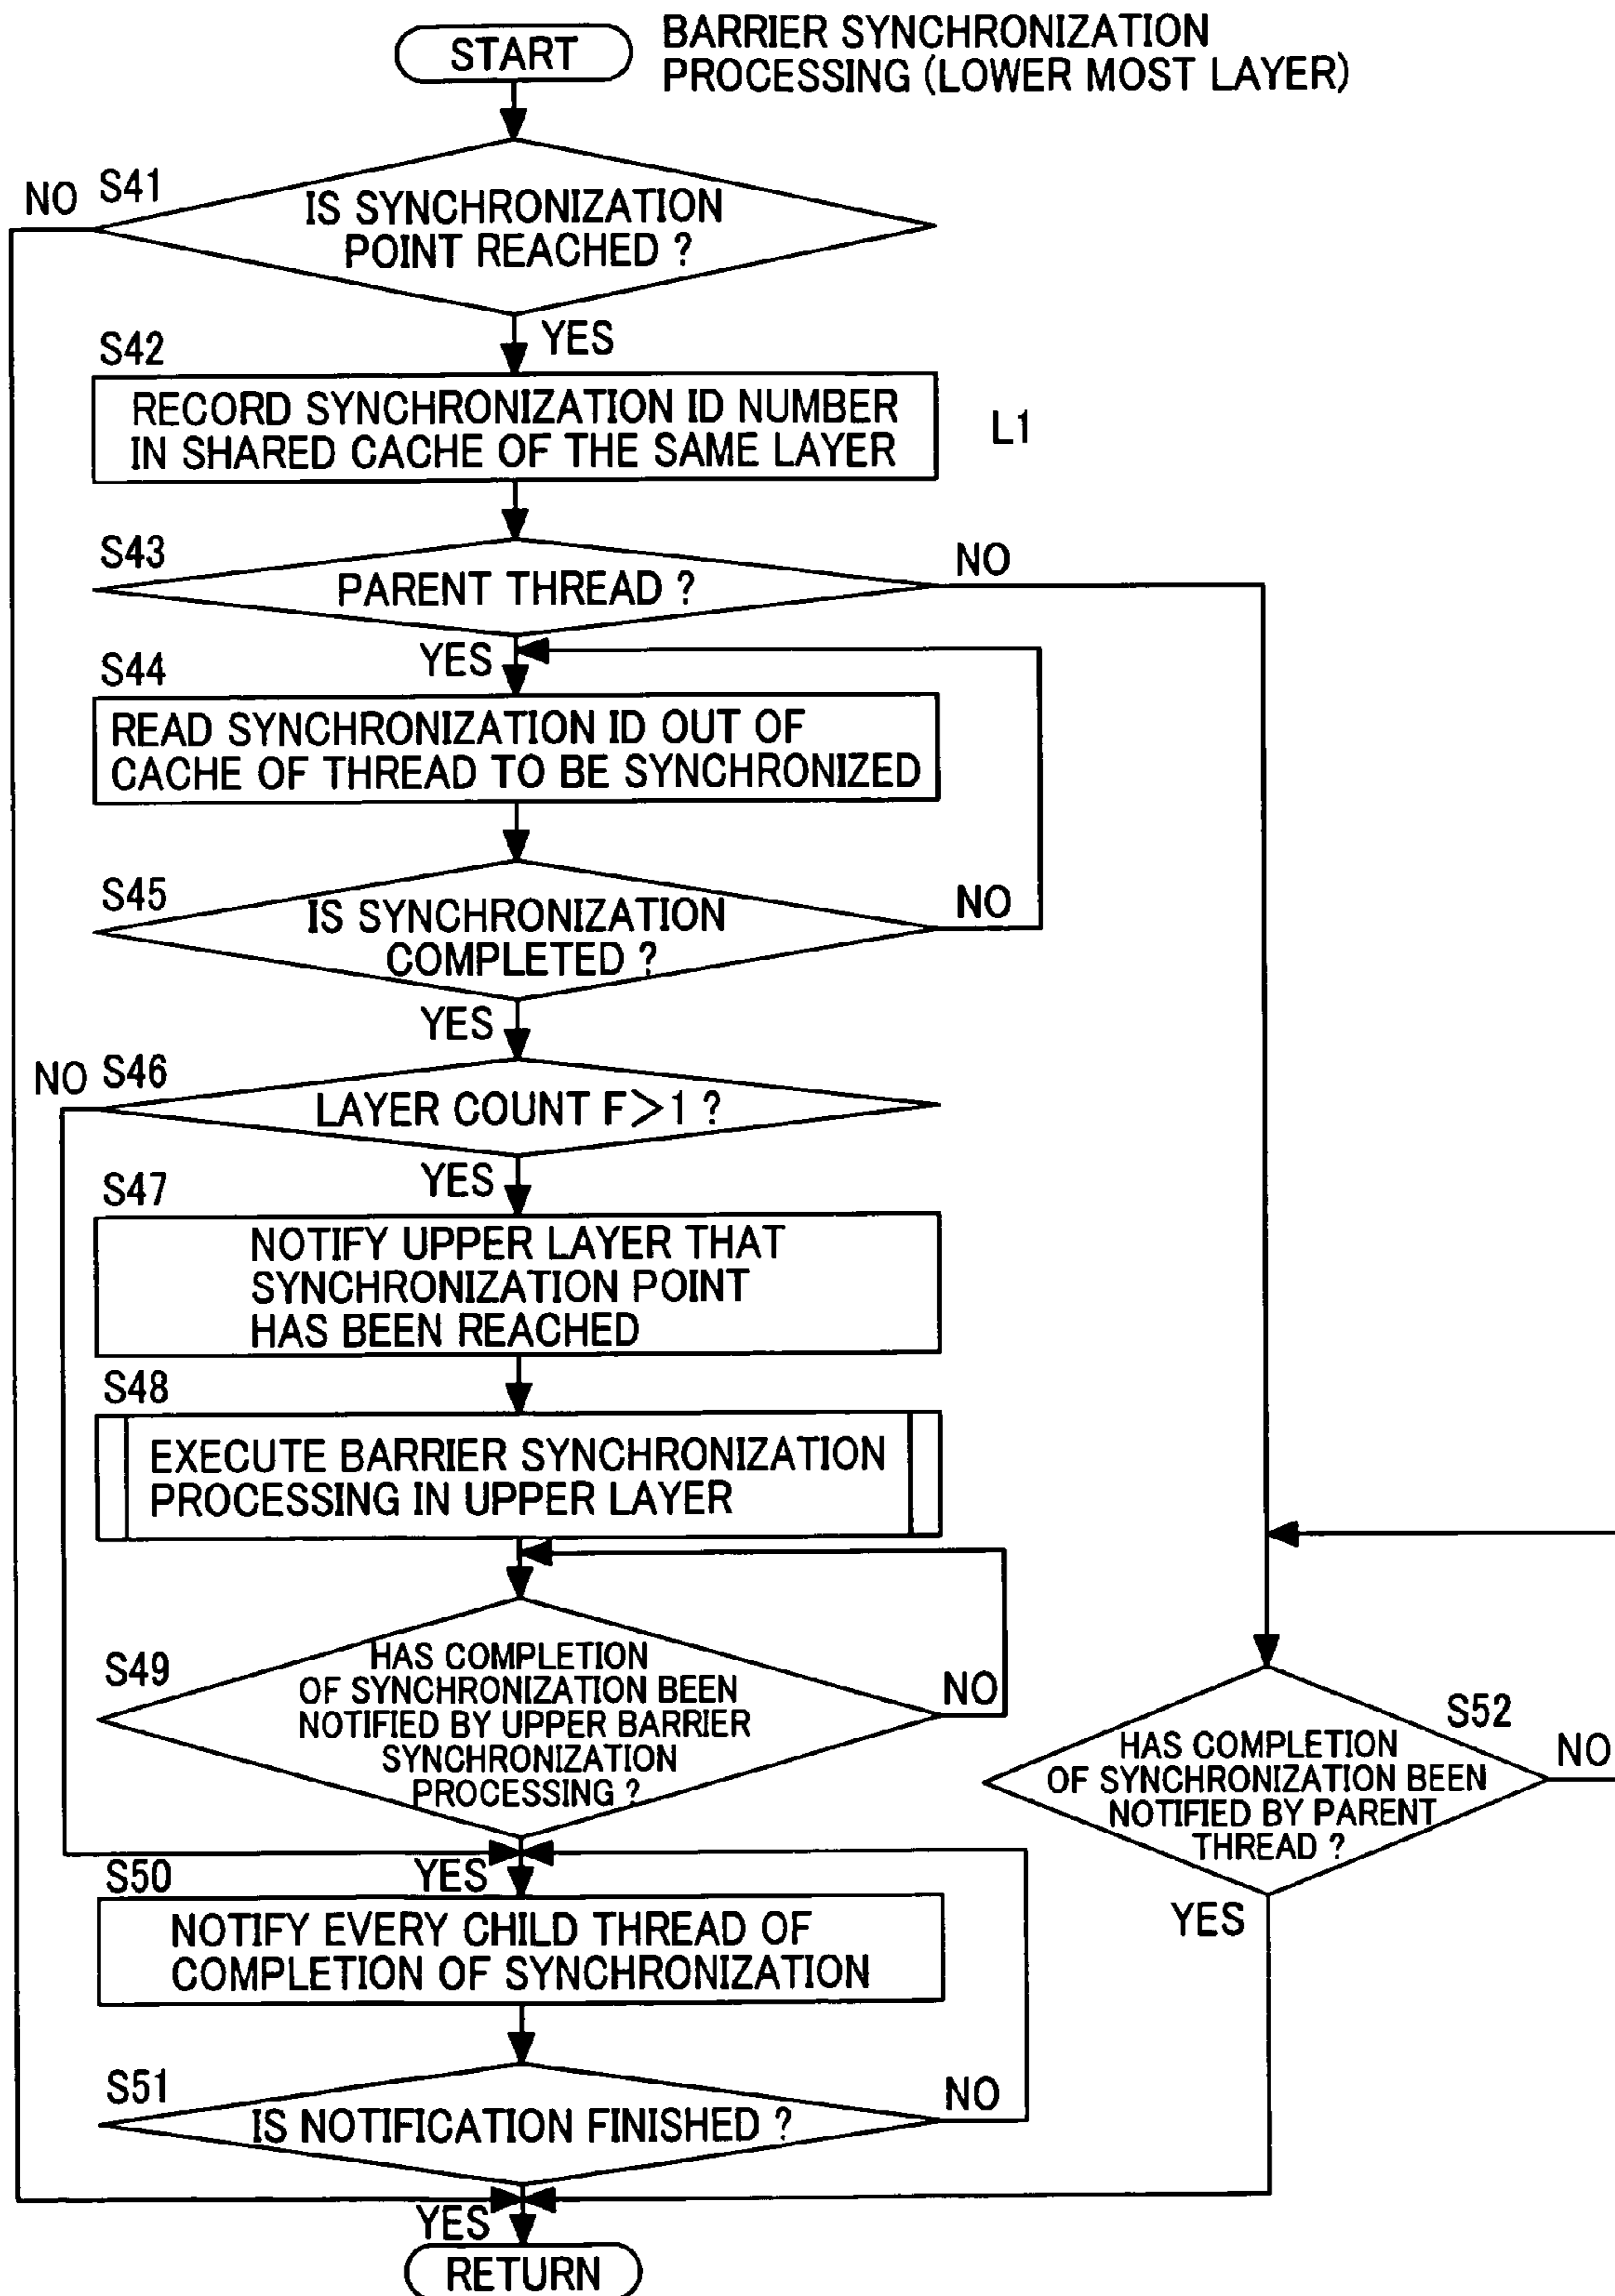 START
BARRIER SYNCHRONIZATION
PROCESSING (LOWER MOST LAYER)
NO
S41
IS SYNCHRONIZATION
POINT REACHED ?
YES
S42
RECORD SYNCHRONIZATION ID NUMBER
IN SHARED CACHE OF THE SAME LAYER
L1
S43
PARENT THREAD ?
NO
YES
S44
READ SYNCHRONIZATION ID OUT OF
CACHE OF THREAD TO BE SYNCHRONIZED
S45
IS SYNCHRONIZATION
COMPLETED ?
NO
YES
NO
S46
LAYER COUNT F>1 ?
YES
S47
NOTIFY UPPER LAYER THAT
SYNCHRONIZATION POINT
HAS BEEN REACHED
S48
EXECUTE BARRIER SYNCHRONIZATION
PROCESSING IN UPPER LAYER
S49
HAS COMPLETION
OF SYNCHRONIZATION BEEN
NOTIFIED BY UPPER BARRIER
SYNCHRONIZATION
PROCESSING ?
NO
S52
HAS COMPLETION
OF SYNCHRONIZATION BEEN
NOTIFIED BY PARENT
THREAD ?
NO
YES
YES
S50
NOTIFY EVERY CHILD THREAD OF
COMPLETION OF SYNCHRONIZATION
S51
IS NOTIFICATION FINISHED ?
NO
YES
RETURN